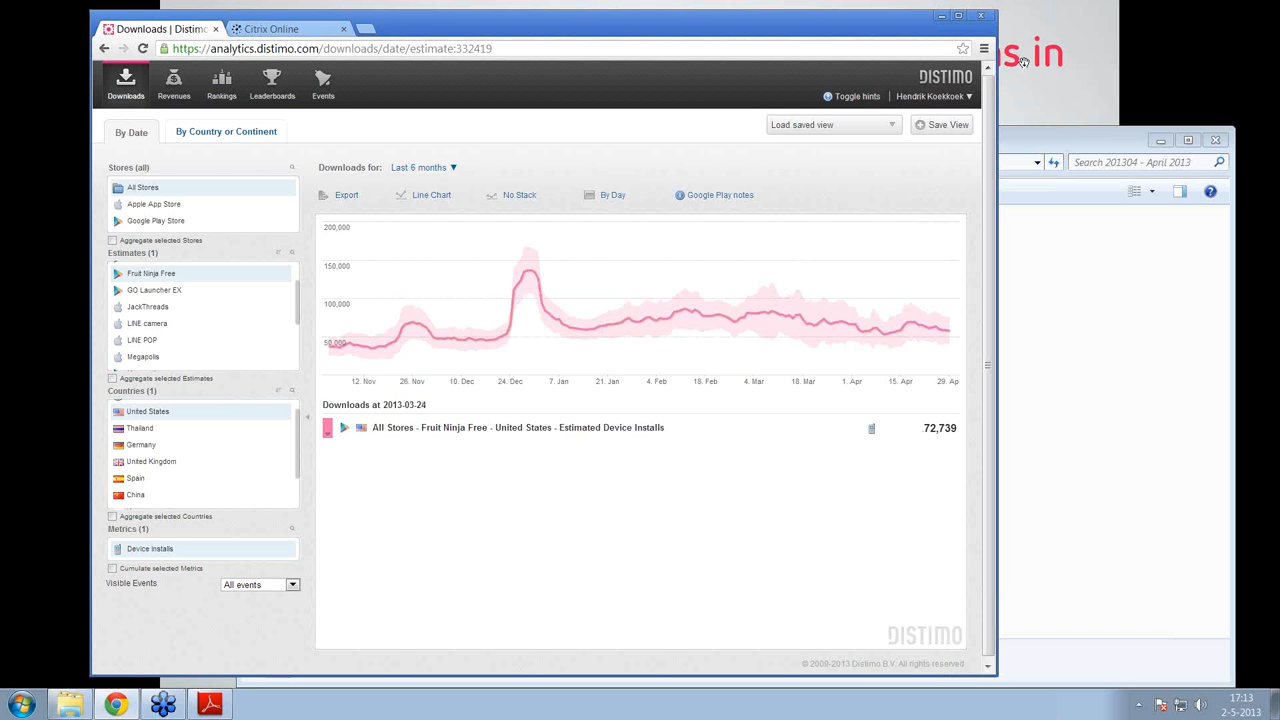 Downloads | Distimo
Citrix Online
https://analytics.distimo.com/downloads/date/estimate:332419
s.in
Downloads
Revenues
Rankings
Leaderboards
Events
DISTIMO
Toggle hints
Hendrik Koekkoek
By Date
By Country or Continent
Load saved view
Save View
Search 201304 - April 2013
Stores (all)
All Stores
Apple App Store
Google Play Store
Aggregate selected Stores
Estimates (1)
Fruit Ninja Free
GO Launcher EX
JackThreads
LINE camera
LINE POP
Megapolis
Aggregate selected Estimates
Countries (1)
United States
Thailand
Germany
United Kingdom
Spain
China
Aggregate selected Countries
Metrics (1)
Device Installs
Cumulate selected Metrics
Visible Events
All events
Downloads for: Last 6 months
Export
Line Chart
No Stack
By Day
Google Play notes
200,000
150,000
100,000
50,000
12. Nov
26. Nov
10. Dec
24. Dec
7. Jan
21. Jan
4. Feb
18. Feb
4. Mar
18. Mar
1. Apr
15. Apr
29. Ap
Downloads at 2013-03-24
All Stores - Fruit Ninja Free - United States - Estimated Device Installs
72,739
DISTIMO
© 2009-2013 Distimo B.V. All rights reserved
17:13
2-5-2013